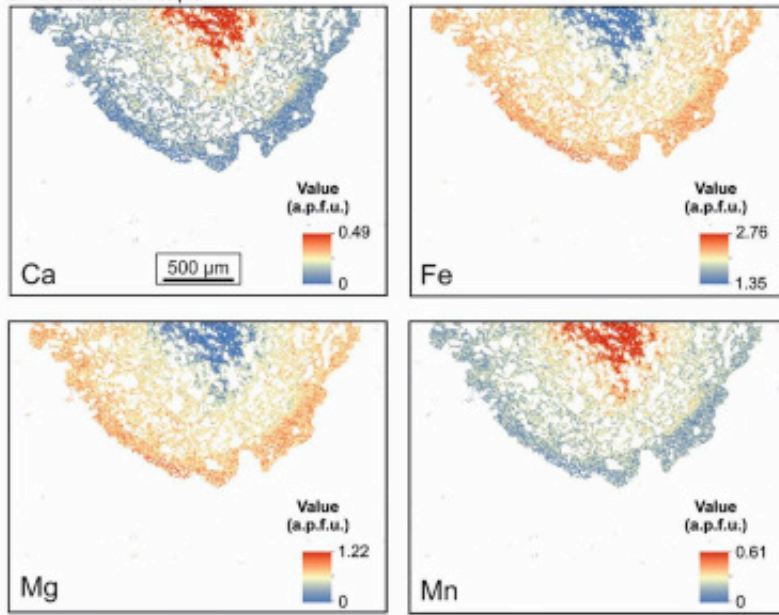 Value
(a.p.f.u.)
0.49
0
Ca
500 µm
Value
(a.p.f.u.)
2.76
1.35
Fe
Value
(a.p.f.u.)
1.22
0
Mg
Value
(a.p.f.u.)
0.61
0
Mn